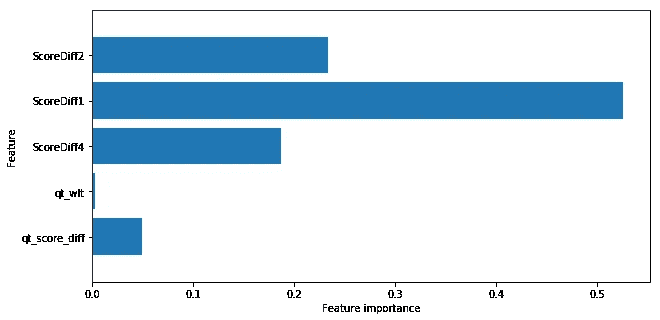 ScoreDiff2
ScoreDiff1
ScoreDiff4
qt_wlt
qt_score_diff
Feature
0.0 0.1 0.2 0.3 0.4 0.5
Feature importance